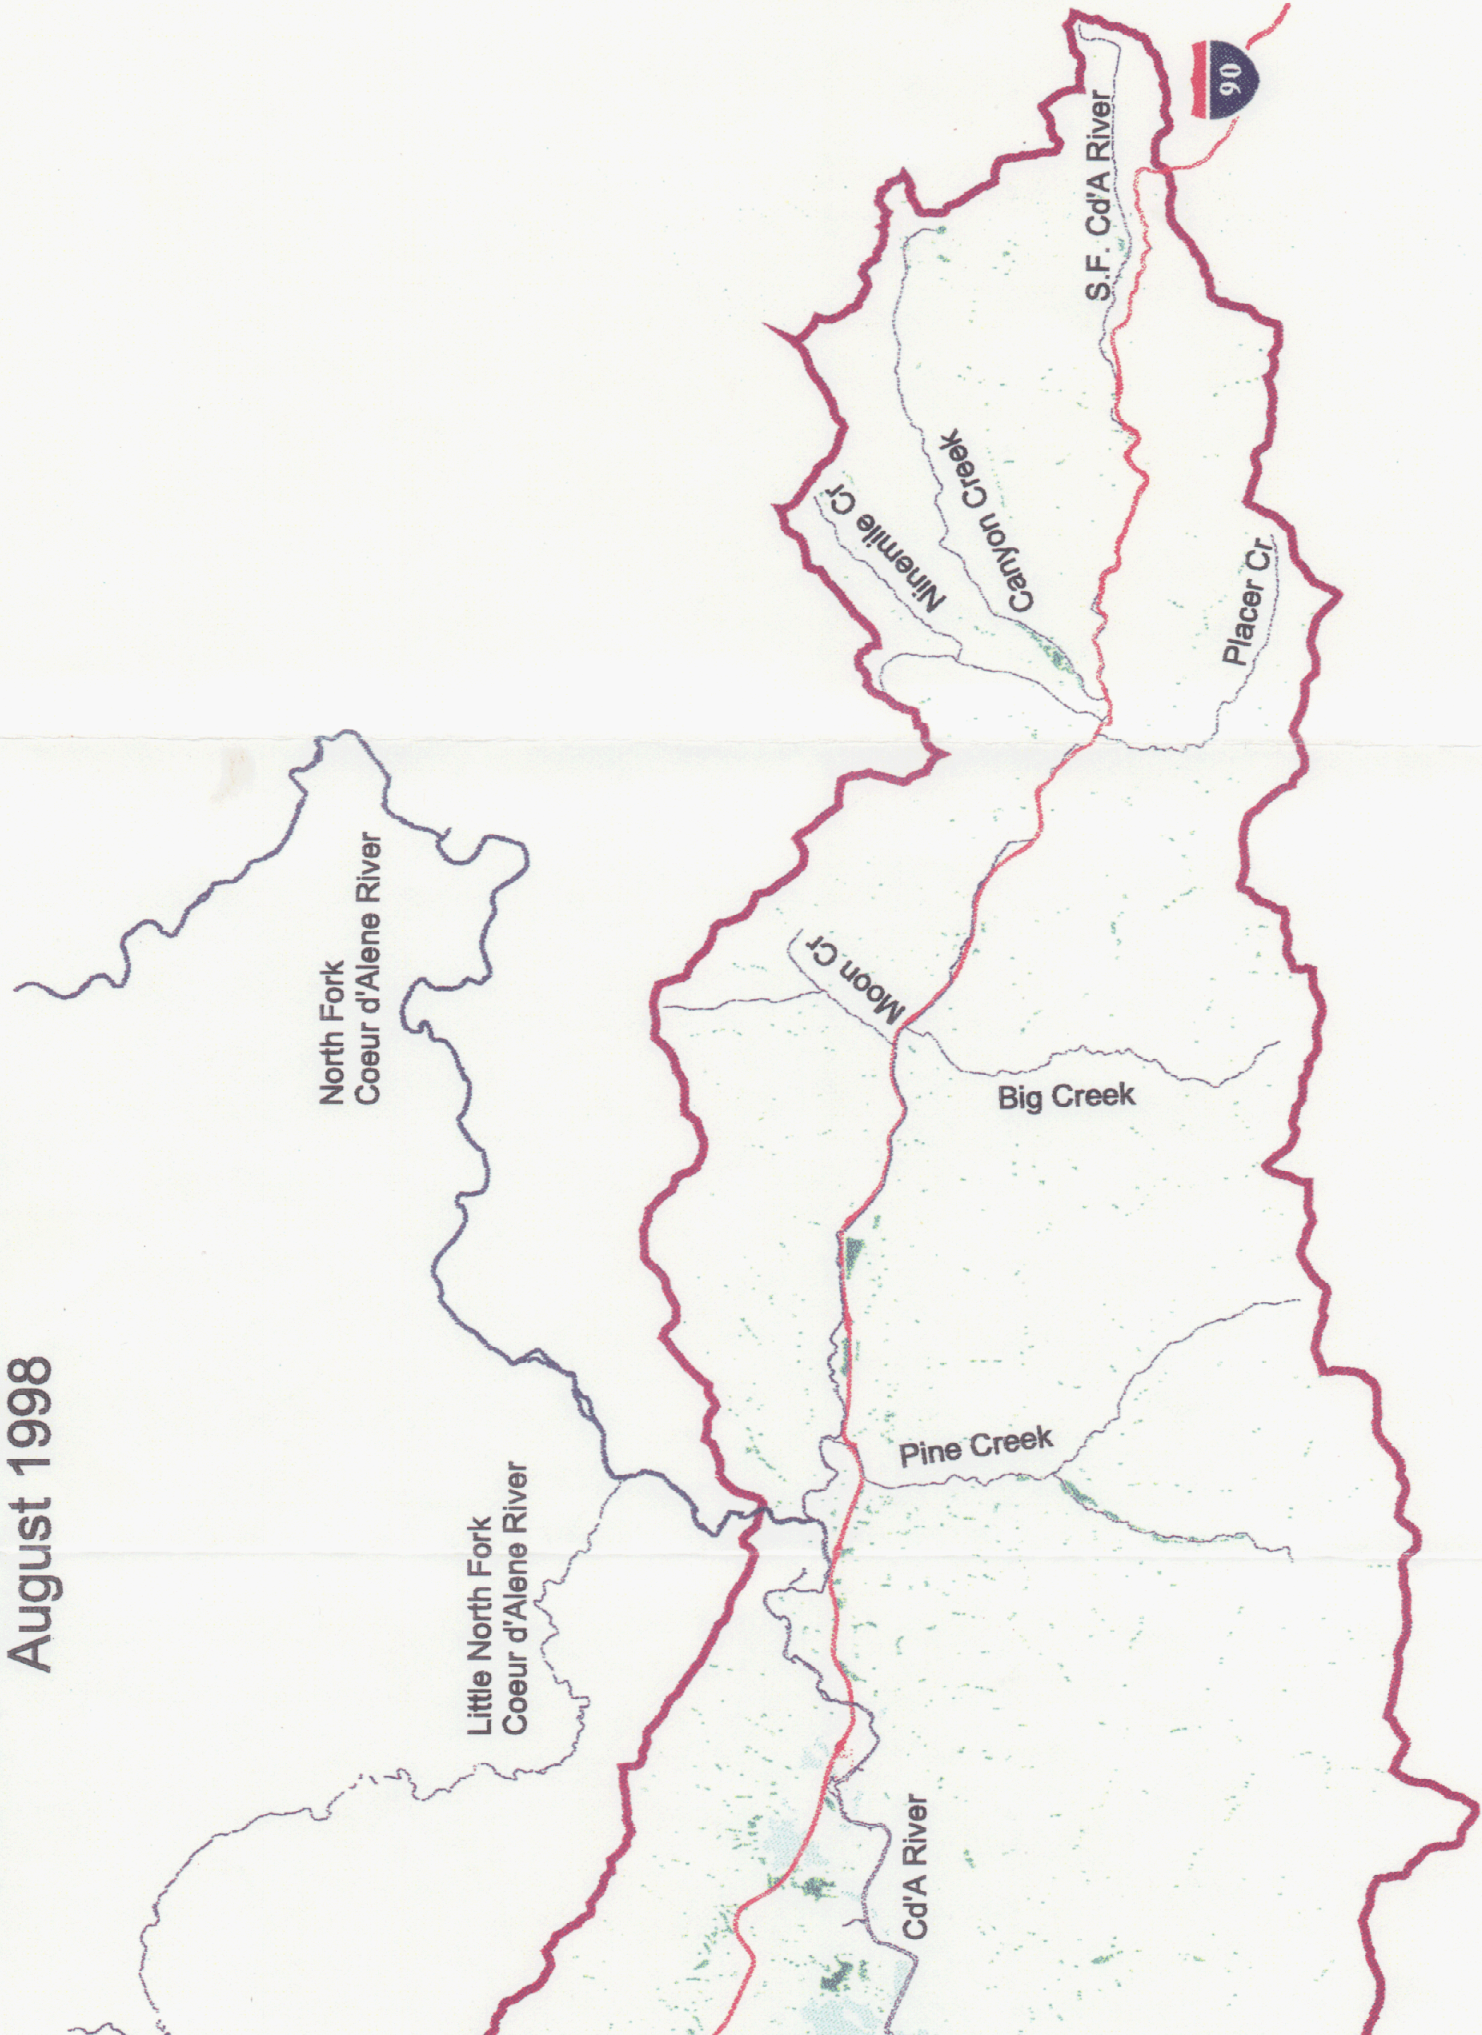 August 1998
North Fork
Coeur d'Alene River
Little North Fork
Coeur d'Alene River
Cd'A River
Pine Creek
Big Creek
Moon Cr
Ninemile Cr
Canyon Creek
Placer Cr
S.F. Cd'A River
90